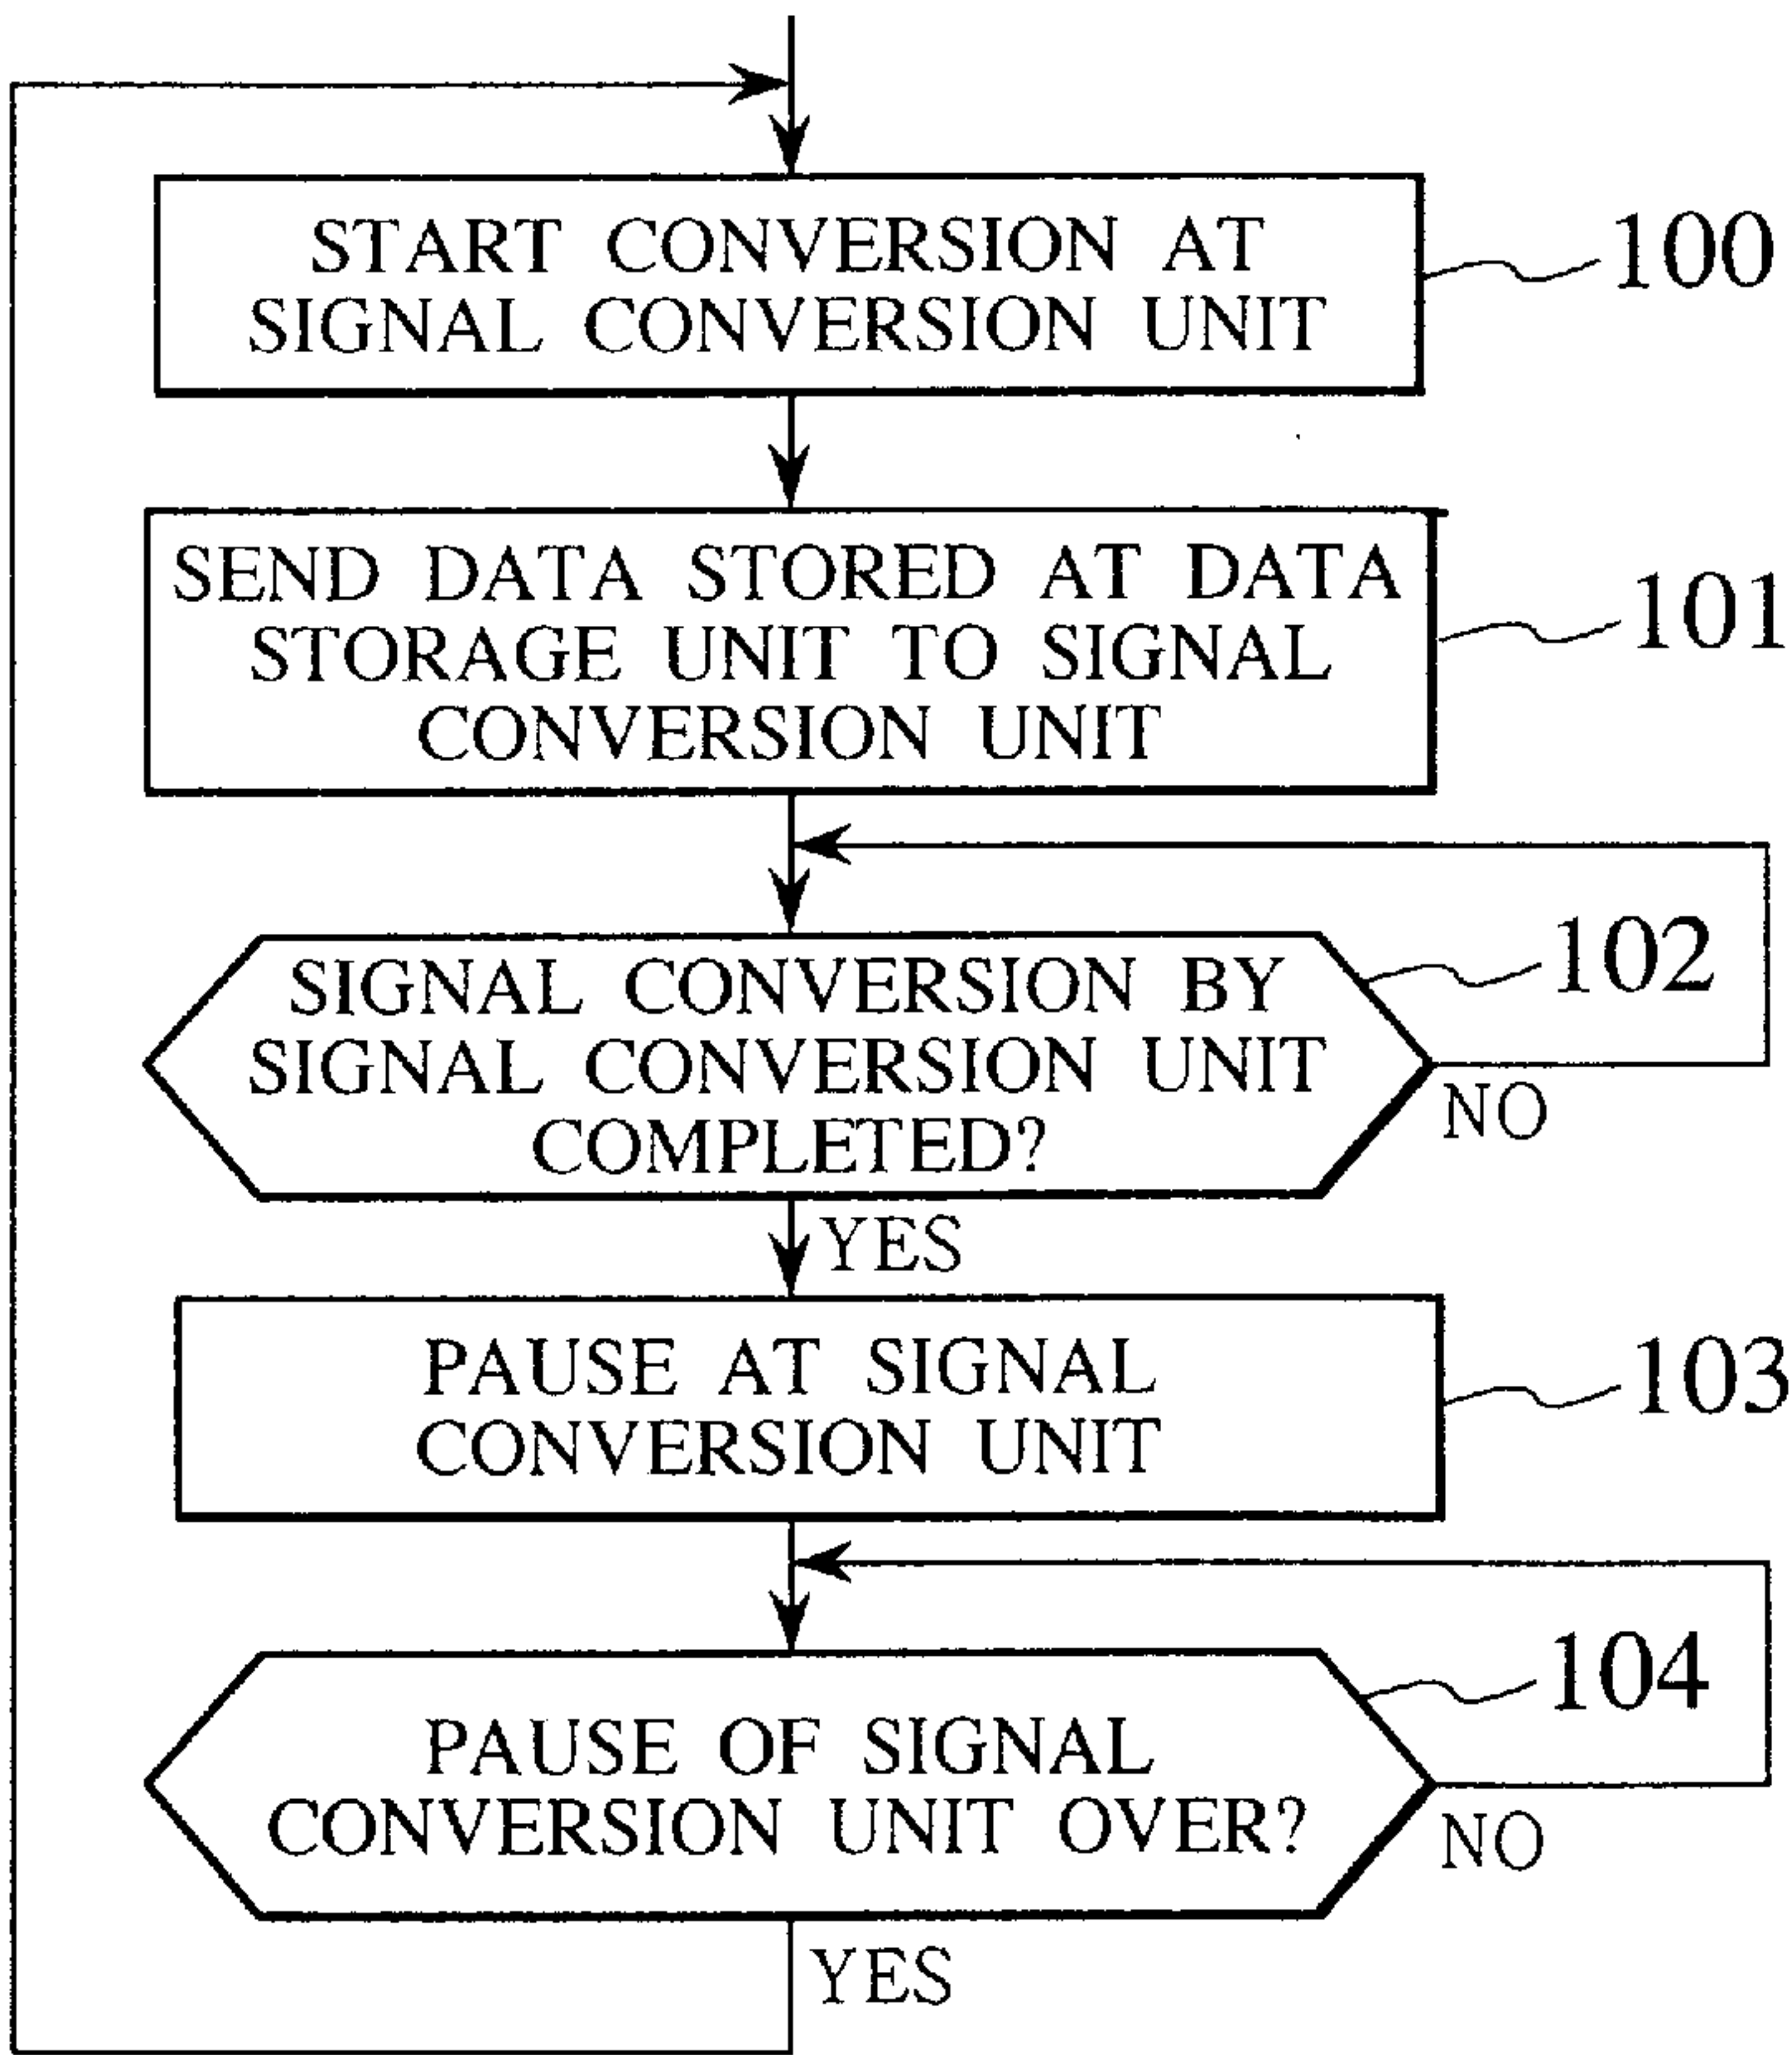 START CONVERSION AT
SIGNAL CONVERSION UNIT
100
SEND DATA STORED AT DATA
STORAGE UNIT TO SIGNAL
CONVERSION UNIT
101
SIGNAL CONVERSION BY
SIGNAL CONVERSION UNIT
COMPLETED?
102
NO
YES
PAUSE AT SIGNAL
CONVERSION UNIT
103
PAUSE OF SIGNAL
CONVERSION UNIT OVER?
104
NO
YES